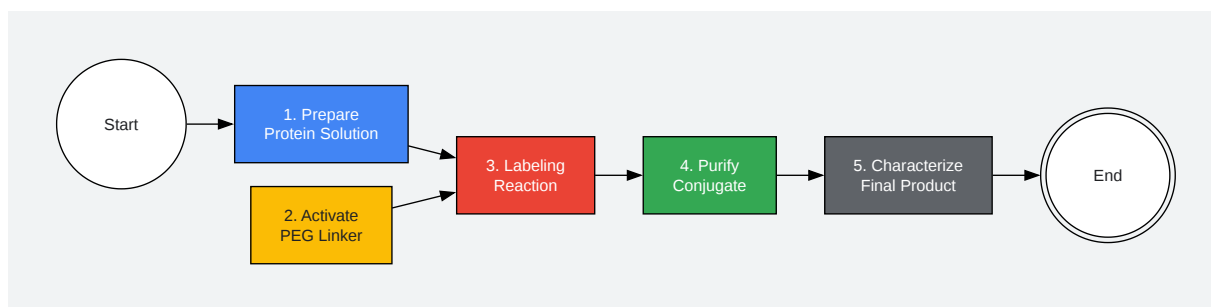 Start
1. Prepare
Protein Solution
2. Activate
PEG Linker
3. Labeling
Reaction
4. Purify
Conjugate
5. Characterize
Final Product
End